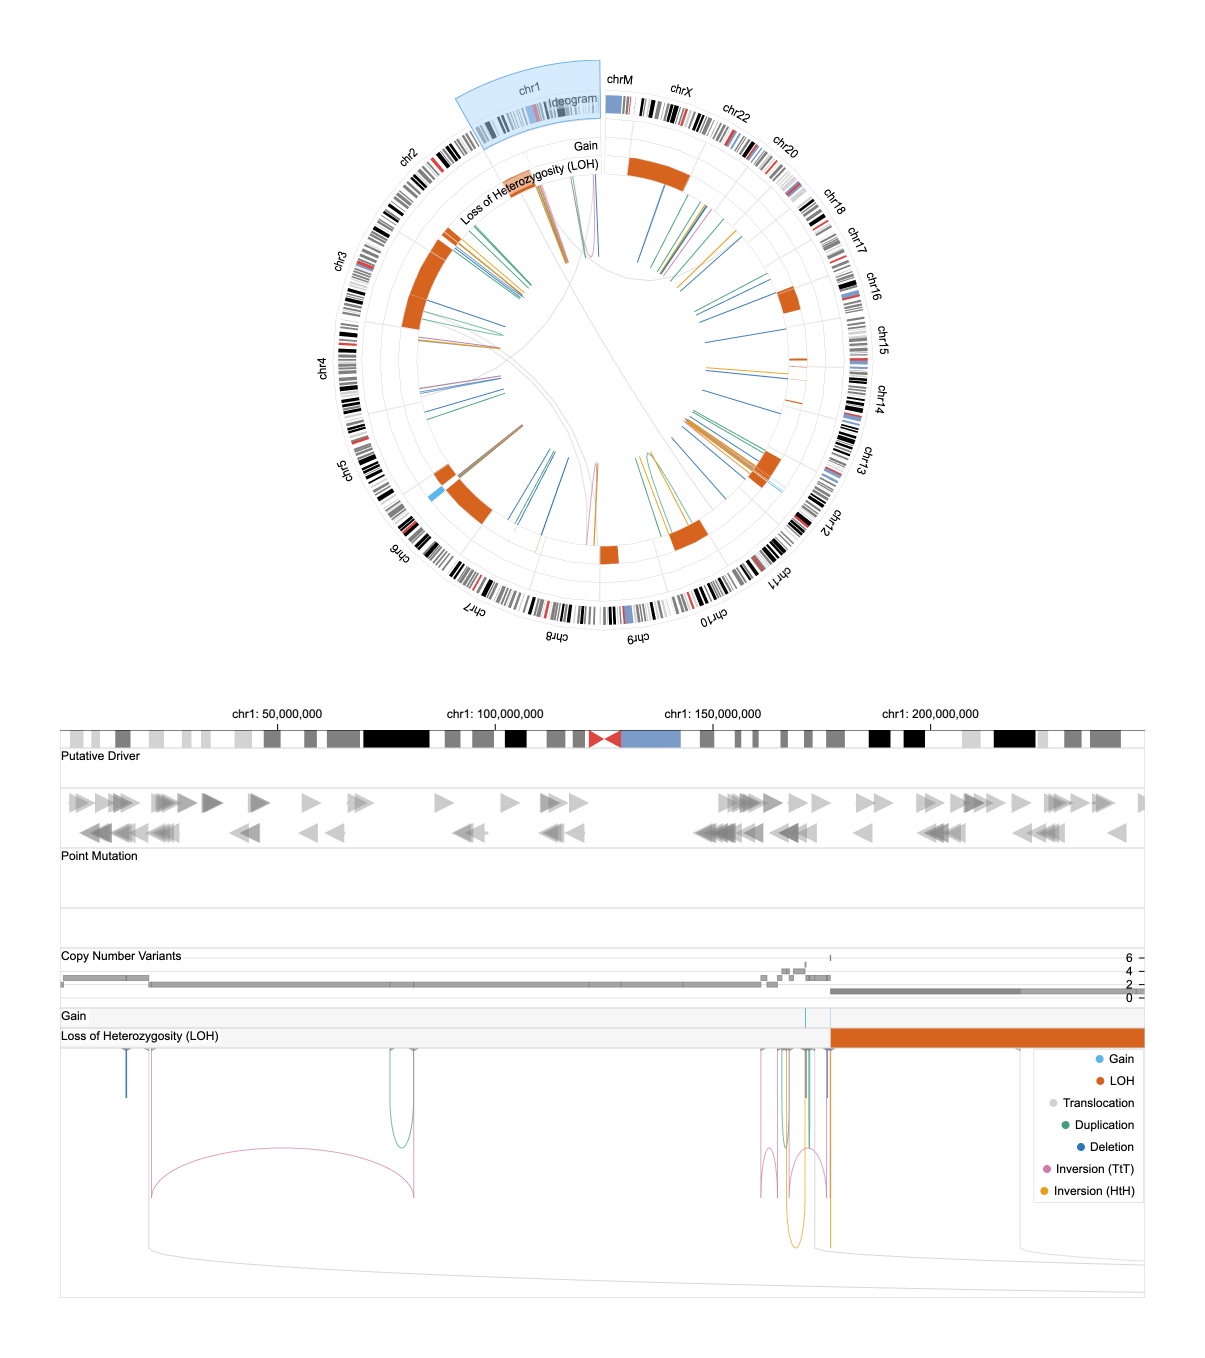 chrM
chrX
chr22
chr20
chr18
chr17
chr16
chr15
chr14
chr13
chr12
chr11
chr10
chr9
chr8
chr7
chr6
chr5
chr4
chr3
chr2
chr1
Ideogram
Gain
Loss of Heterozygosity (LOH)
chr1: 50,000,000
chr1: 100,000,000
chr1: 150,000,000
chr1: 200,000,000
Putative Driver
Point Mutation
Copy Number Variants
6
4
2
0
Gain
Loss of Heterozygosity (LOH)
Gain
LOH
Translocation
Duplication
Deletion
Inversion (TtT)
Inversion (HtH)